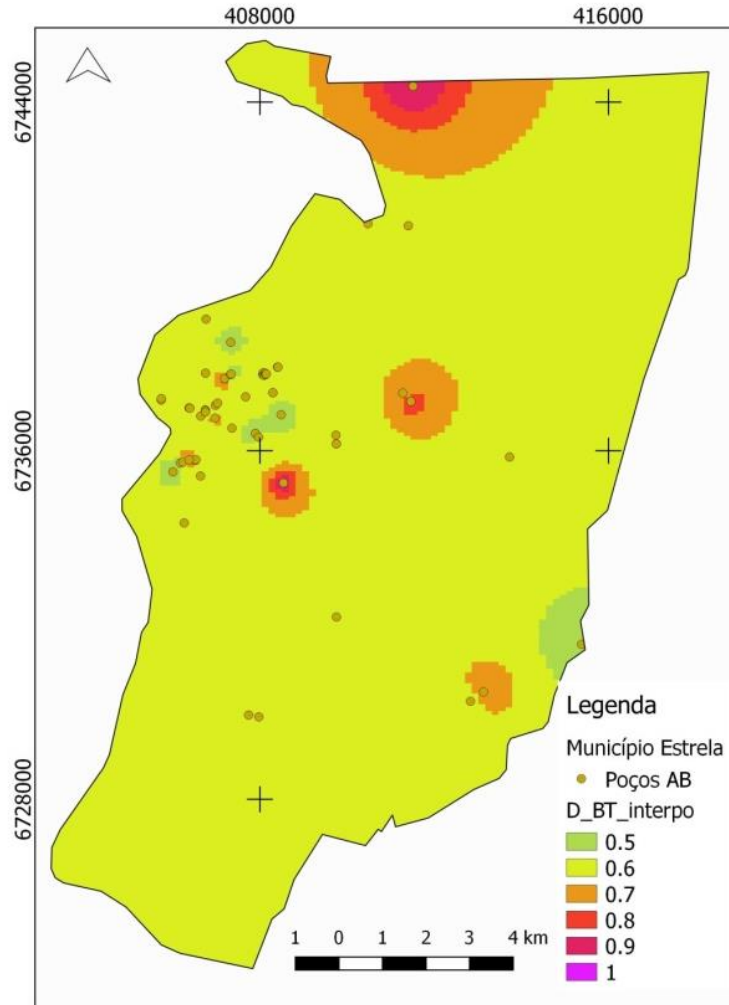 408000 416000
6744000
6736000
6728000
Legenda
Município Estrela
Poços AB
D_BT_interpo
0.5
0.6
0.7
0.8
0.9
1
1 0 1 2 3 4 km